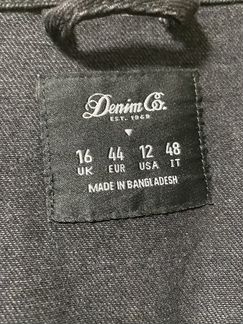 Denim Co.
EST. 1969
16 44 12 48
UK EUR USA IT
MADE IN BANGLADESH